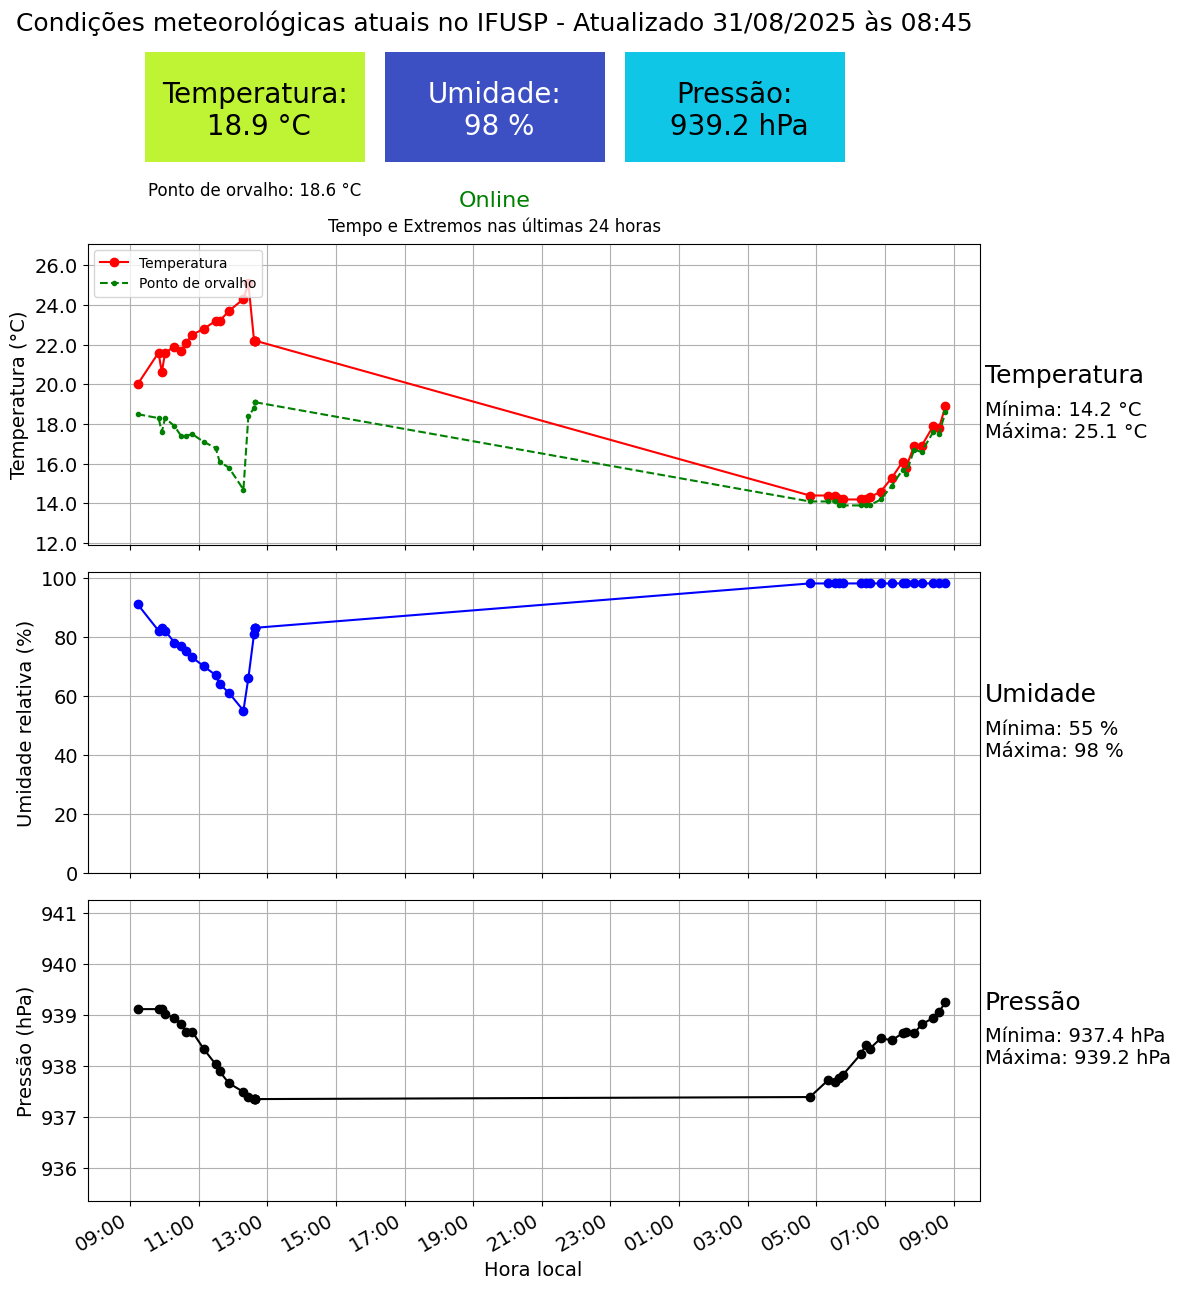 Condições meteorológicas atuais no IFUSP - Atualizado 31/08/2025 às 08:45
Temperatura:
18.9 °C
Umidade:
98 %
Pressão:
939.2 hPa
Ponto de orvalho: 18.6 °C
Online
Tempo e Extremos nas últimas 24 horas
Temperatura
Ponto de orvalho
Temperatura (°C)
26.0
24.0
22.0
20.0
18.0
16.0
14.0
12.0
Temperatura
Mínima: 14.2 °C
Máxima: 25.1 °C
Umidade relativa (%)
100
80
60
40
20
0
Umidade
Mínima: 55 %
Máxima: 98 %
Pressão (hPa)
941
940
939
938
937
936
Pressão
Mínima: 937.4 hPa
Máxima: 939.2 hPa
09:00 11:00 13:00 15:00 17:00 19:00 21:00 23:00 01:00 03:00 05:00 07:00 09:00
Hora local